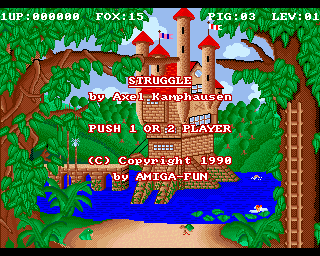 1UP:000000 FOX:15 PIG:03 LEV:01
STRUGGLE
by Axel Kamphausen
PUSH 1 OR 2 PLAYER
(C) Copyright 1990
by AMIGA-FUN